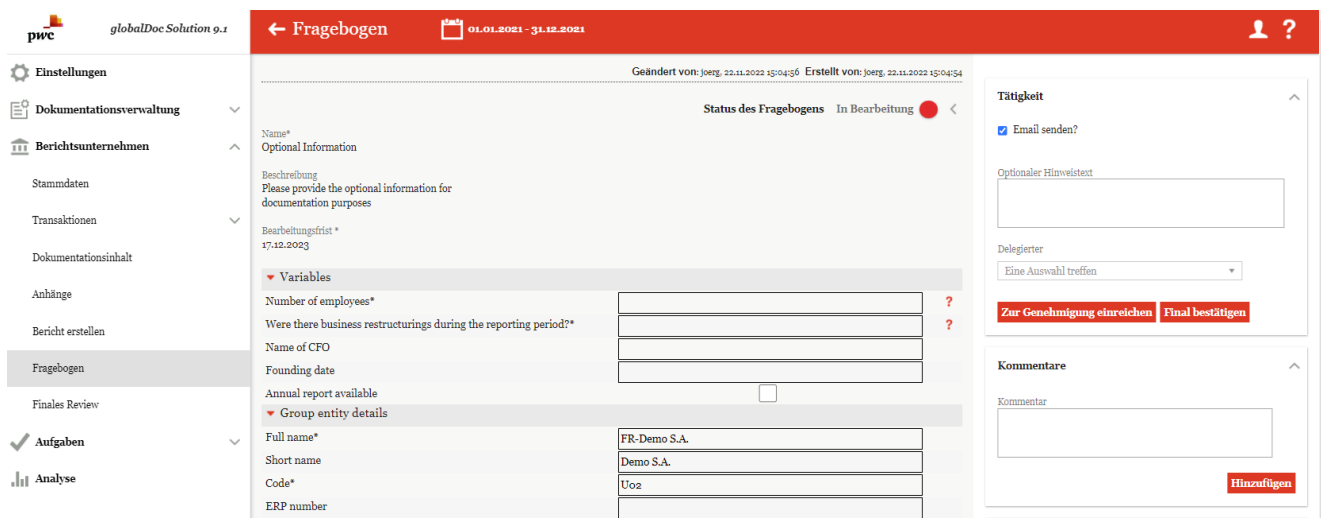 pwc
globalDoc Solution 9.1
← Fragebogen
01.01.2021 - 31.12.2021
?
Einstellungen
Dokumentationsverwaltung
Berichtsunternehmen
Stammdaten
Transaktionen
Dokumentationsinhalt
Anhänge
Bericht erstellen
Fragebogen
Finales Review
Aufgaben
Analyse
Geändert von: joerg, 22.11.2022 15:04:56 Erstellt von: joerg, 22.11.2022 15:04:54
Status des Fragebogens In Bearbeitung
Name*
Optional Information
Beschreibung
Please provide the optional information for
documentation purposes
Bearbeitungsfrist *
17.12.2023
Variables
Number of employees* ?
Were there business restructurings during the reporting period?* ?
Name of CFO
Founding date
Annual report available
Group entity details
Full name* FR-Demo S.A.
Short name Demo S.A.
Code* U02
ERP number
Tätigkeit
Email senden?
Optionaler Hinweistext
Delegierter
Eine Auswahl treffen
Zur Genehmigung einreichen Final bestätigen
Kommentare
Kommentar
Hinzufügen